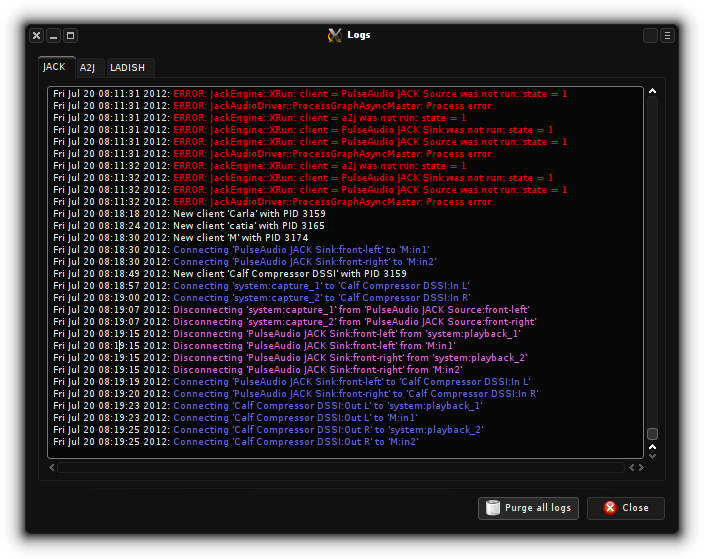 Logs
JACK A2J LADISH
Fri Jul 20 08:11:31 2012: ERROR: JackEngine::XRun: client = PulseAudio JACK Source was not run: state = 1
Fri Jul 20 08:11:31 2012: ERROR: JackAudioDriver::ProcessGraphAsyncMaster: Process error
Fri Jul 20 08:11:31 2012: ERROR: JackEngine::XRun: client = a2j was not run: state = 1
Fri Jul 20 08:11:31 2012: ERROR: JackEngine::XRun: client = PulseAudio JACK Sink was not run: state = 1
Fri Jul 20 08:11:31 2012: ERROR: JackEngine::XRun: client = PulseAudio JACK Source was not run: state = 1
Fri Jul 20 08:11:31 2012: ERROR: JackAudioDriver::ProcessGraphAsyncMaster: Process error
Fri Jul 20 08:11:32 2012: ERROR: JackEngine::XRun: client = a2j was not run: state = 1
Fri Jul 20 08:11:32 2012: ERROR: JackEngine::XRun: client = PulseAudio JACK Sink was not run: state = 1
Fri Jul 20 08:11:32 2012: ERROR: JackEngine::XRun: client = PulseAudio JACK Source was not run: state = 1
Fri Jul 20 08:11:32 2012: ERROR: JackAudioDriver::ProcessGraphAsyncMaster: Process error
Fri Jul 20 08:18:18 2012: New client 'Carla' with PID 3159
Fri Jul 20 08:18:24 2012: New client 'catia' with PID 3165
Fri Jul 20 08:18:30 2012: New client 'M' with PID 3174
Fri Jul 20 08:18:30 2012: Connecting 'PulseAudio JACK Sink:front-left' to 'M:in1'
Fri Jul 20 08:18:30 2012: Connecting 'PulseAudio JACK Sink:front-right' to 'M:in2'
Fri Jul 20 08:18:49 2012: New client 'Calf Compressor DSSI' with PID 3159
Fri Jul 20 08:18:57 2012: Connecting 'system:capture_1' to 'Calf Compressor DSSI:In L'
Fri Jul 20 08:19:00 2012: Connecting 'system:capture_2' to 'Calf Compressor DSSI:In R'
Fri Jul 20 08:19:07 2012: Disconnecting 'system:capture_1' from 'PulseAudio JACK Source:front-left'
Fri Jul 20 08:19:07 2012: Disconnecting 'system:capture_2' from 'PulseAudio JACK Source:front-right'
Fri Jul 20 08:19:15 2012: Disconnecting 'PulseAudio JACK Sink:front-left' from 'system:playback_1'
Fri Jul 20 08:19:15 2012: Disconnecting 'PulseAudio JACK Sink:front-left' from 'M:in1'
Fri Jul 20 08:19:15 2012: Disconnecting 'PulseAudio JACK Sink:front-right' from 'system:playback_2'
Fri Jul 20 08:19:15 2012: Disconnecting 'PulseAudio JACK Sink:front-right' from 'M:in2'
Fri Jul 20 08:19:19 2012: Connecting 'PulseAudio JACK Sink:front-left' to 'Calf Compressor DSSI:In L'
Fri Jul 20 08:19:20 2012: Connecting 'PulseAudio JACK Sink:front-right' to 'Calf Compressor DSSI:In R'
Fri Jul 20 08:19:23 2012: Connecting 'Calf Compressor DSSI:Out L' to 'system:playback_1'
Fri Jul 20 08:19:23 2012: Connecting 'Calf Compressor DSSI:Out L' to 'M:in1'
Fri Jul 20 08:19:25 2012: Connecting 'Calf Compressor DSSI:Out R' to 'system:playback_2'
Fri Jul 20 08:19:25 2012: Connecting 'Calf Compressor DSSI:Out R' to 'M:in2'
Purge all logs Close